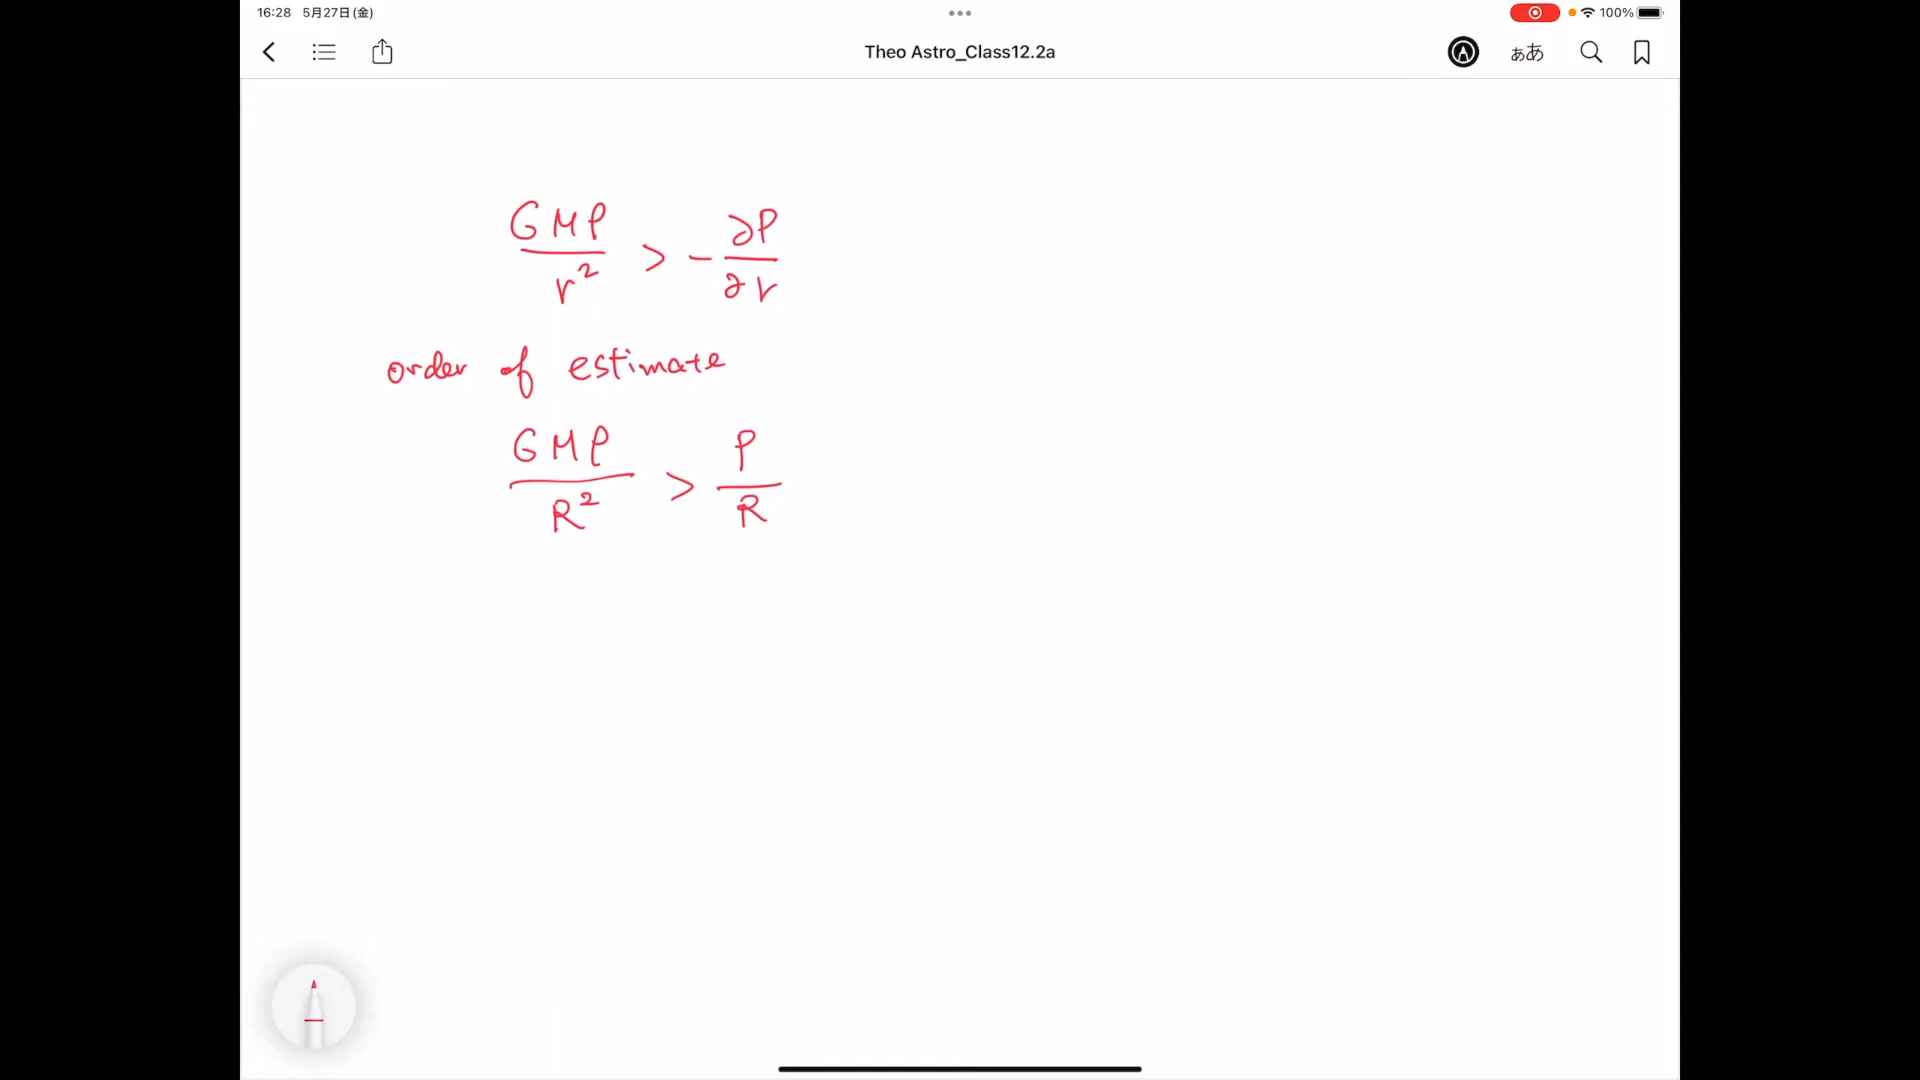 16:28 5月27日(金)
100%
Theo Astro_Class12.2a
ぁあ
GMρ/r² > - ∂P/∂r
order of estimate
GMρ/R² > P/R